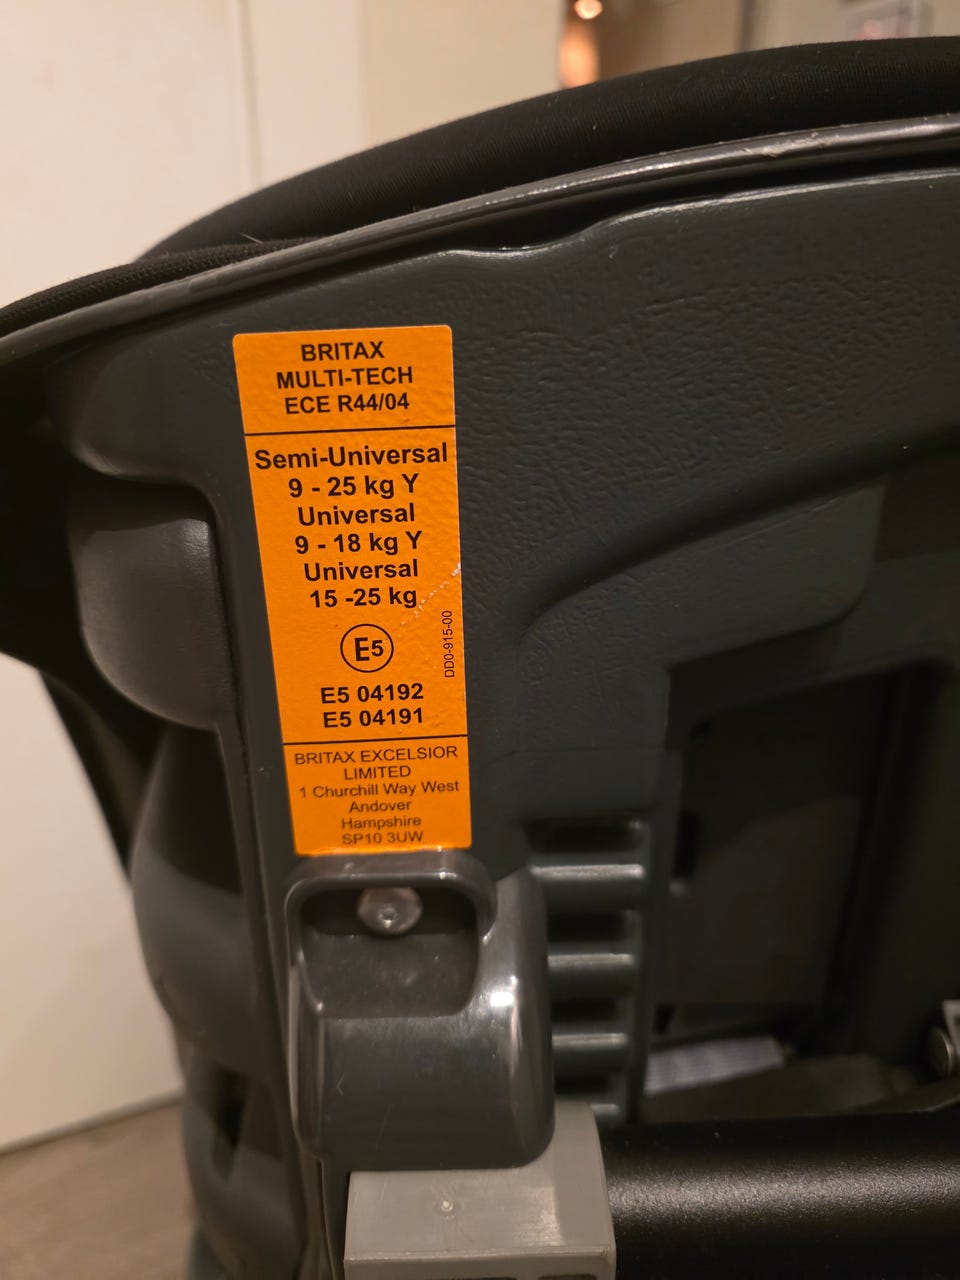 BRITAX
MULTI-TECH
ECE R44/04
Semi-Universal
9 - 25 kg Y
Universal
9 - 18 kg Y
Universal
15 -25 kg
E5
DD0-915-00
E5 04192
E5 04191
BRITAX EXCELSIOR
LIMITED
1 Churchill Way West
Andover
Hampshire
SP10 3UW